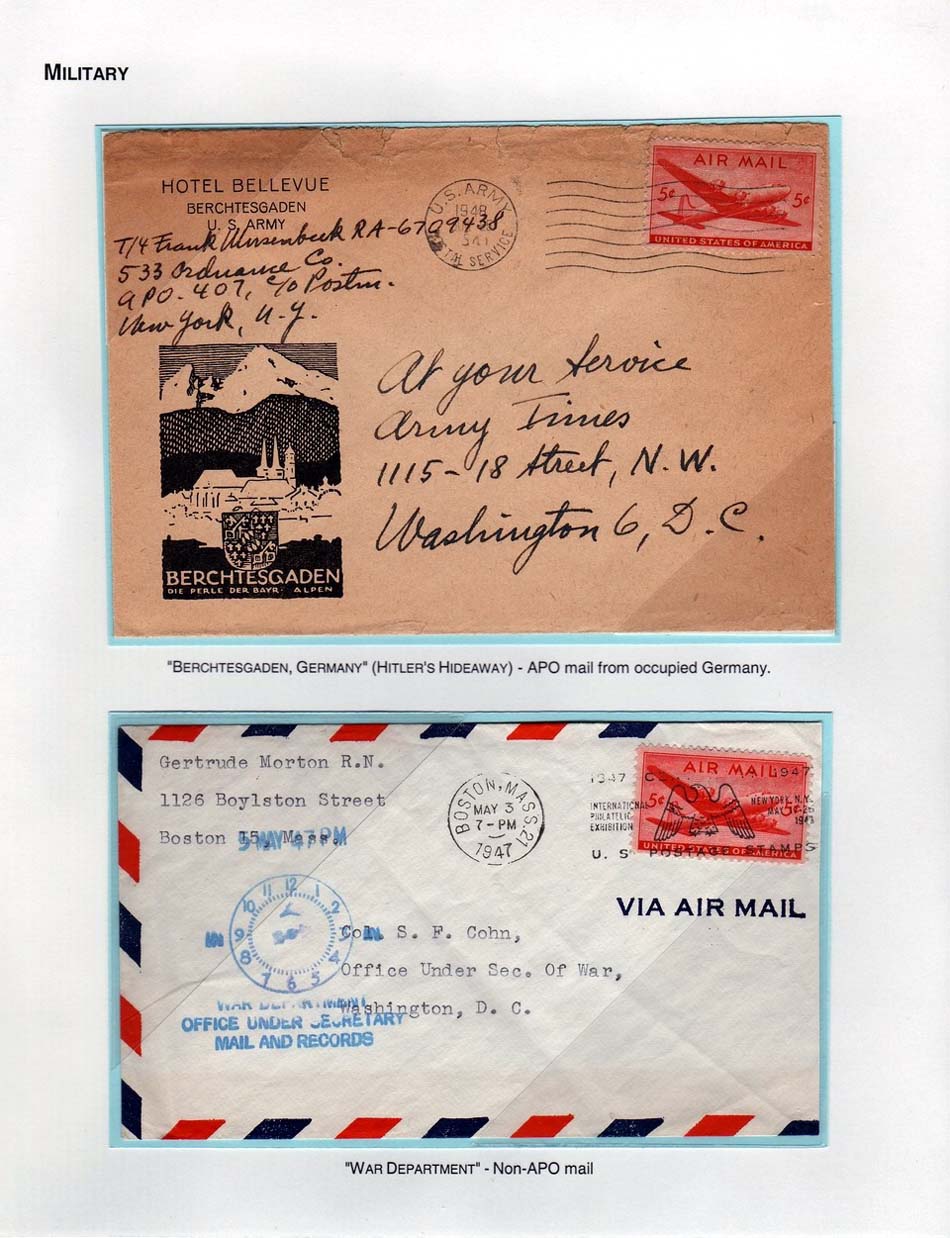 MILITARY
HOTEL BELLEVUE
BERCHTESGADEN
U. S. ARMY
T/4 Frank RA-6709438
533 Ordnance Co.
APO. 407, c/o Postm.
New York, N.Y.
U.S. ARMY
1948
541
SERVICE
AIR MAIL
5¢ 5¢
UNITED STATES OF AMERICA
At your Service
Army Times
1115-18 Street, N.W.
Washington 6, D.C.
BERCHTESGADEN
DIE PERLE DER BAYR. ALPEN
"BERCHTESGADEN, GERMANY" (HITLER'S HIDEAWAY) - APO mail from occupied Germany.
Gertrude Morton R.N.
1126 Boylston Street
Boston 15, Mass.
5 MAY 47 PM
BOSTON, MASS. 21
MAY 3
7-PM
1947
1947 1947
INTERNATIONAL
PHILATELIC
EXHIBITION
NEW YORK, N.Y.
U. S. POSTAGE STAMPS
AIR MAIL
5¢
UNITED STATES OF AMERICA
VIA AIR MAIL
12 1 2 3 4 5 6 7 8 9 10 11
IN IN
Col. S. F. Cohn,
Office Under Sec. Of War,
Washington, D. C.
WAR DEPARTMENT
OFFICE UNDER SECRETARY
MAIL AND RECORDS
"WAR DEPARTMENT" - Non-APO mail